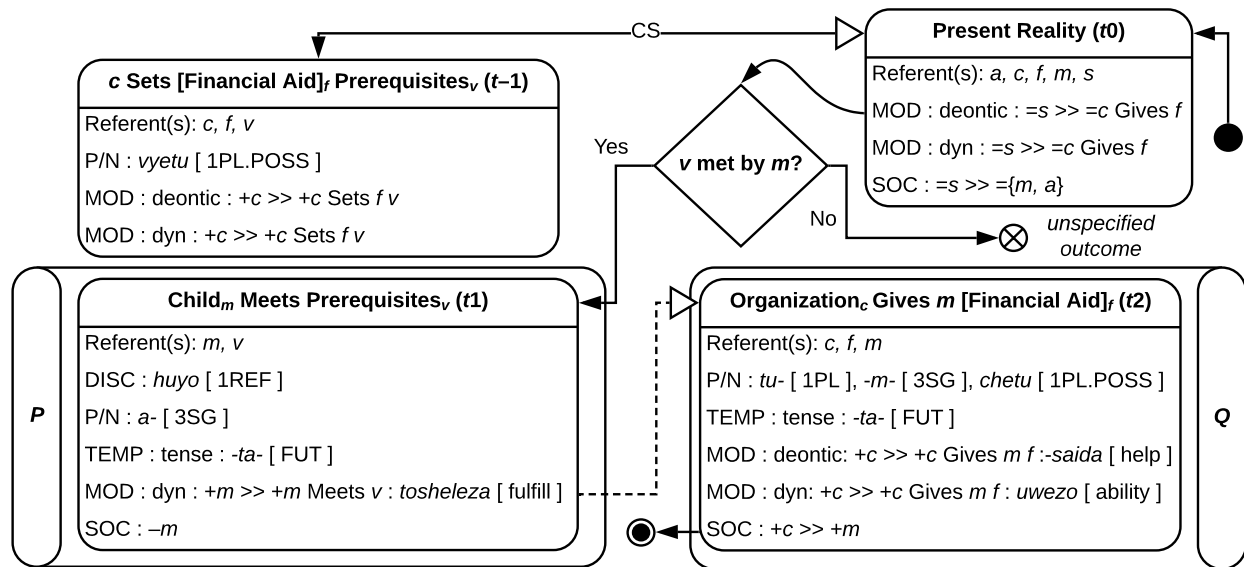 CS
Present Reality (t0)
Referent(s): a, c, f, m, s
MOD : deontic : =s >> =c Gives f
MOD : dyn : =s >> =c Gives f
SOC : =s >> ={m, a}
c Sets [Financial Aid]f Prerequisitesv (t–1)
Referent(s): c, f, v
P/N : vyetu [ 1PL.POSS ]
MOD : deontic : +c >> +c Sets f v
MOD : dyn : +c >> +c Sets f v
v met by m?
Yes
No
unspecified
outcome
P
Childm Meets Prerequisitesv (t1)
Referent(s): m, v
DISC : huyo [ 1REF ]
P/N : a- [ 3SG ]
TEMP : tense : -ta- [ FUT ]
MOD : dyn : +m >> +m Meets v : tosheleza [ fulfill ]
SOC : –m
Organizationc Gives m [Financial Aid]f (t2)
Referent(s): c, f, m
P/N : tu- [ 1PL ], -m- [ 3SG ], chetu [ 1PL.POSS ]
TEMP : tense : -ta- [ FUT ]
MOD : deontic: +c >> +c Gives m f :-saida [ help ]
MOD : dyn: +c >> +c Gives m f : uwezo [ ability ]
SOC : +c >> +m
Q